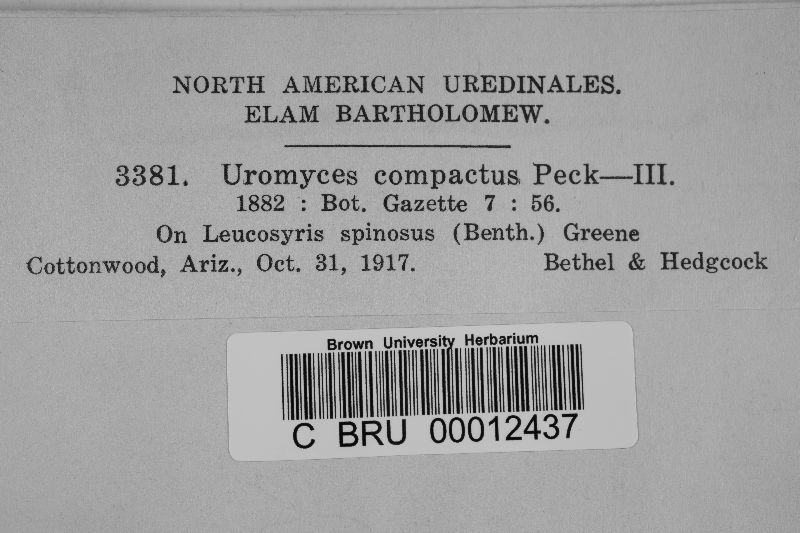 NORTH AMERICAN UREDINALES.
ELAM BARTHOLOMEW.
3381. Uromyces compactus Peck—III.
1882 : Bot. Gazette 7 : 56.
On Leucosyris spinosus (Benth.) Greene
Cottonwood, Ariz., Oct. 31, 1917. Bethel & Hedgcock
Brown University Herbarium
C BRU 00012437